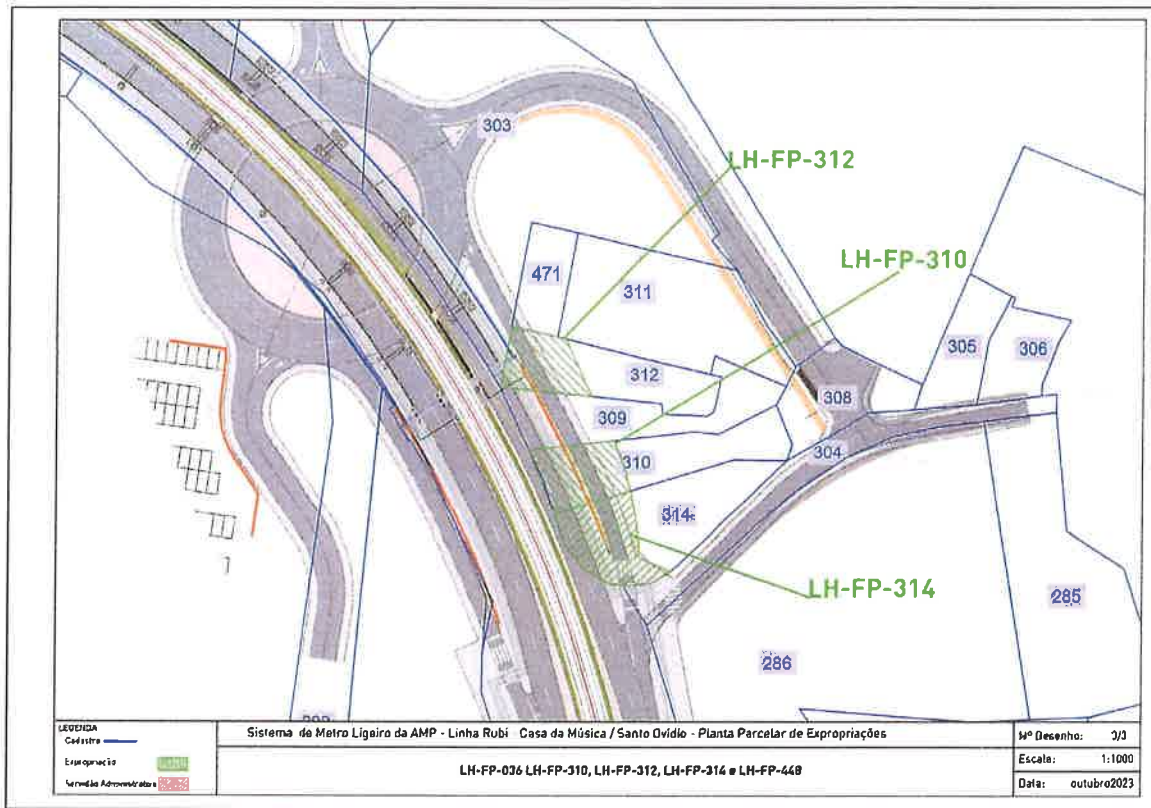 303
LH-FP-312
LH-FP-310
471
311
305
306
312
308
309
304
310
314
LH-FP-314
285
286
LEGENDA
Cadastro
Expropriação
Servidão Administrativa
Sistema de Metro Ligeiro da AMP - Linha Rubi - Casa da Música / Santo Ovídio - Planta Parcelar de Expropriações
LH-FP-036 LH-FP-310, LH-FP-312, LH-FP-314 e LH-FP-448
Nº Desenho: 3/3
Escala: 1:1000
Data: outubro2023